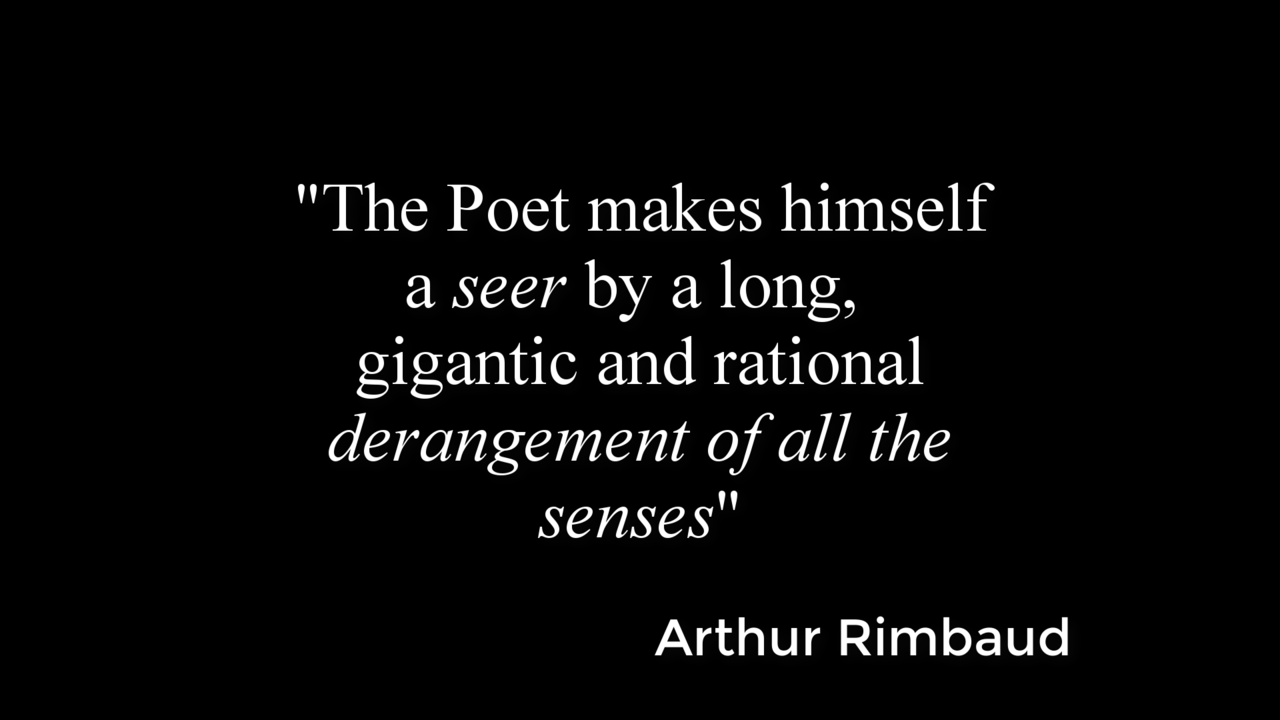 "The Poet makes himself
a seer by a long,
gigantic and rational
derangement of all the
senses"
Arthur Rimbaud